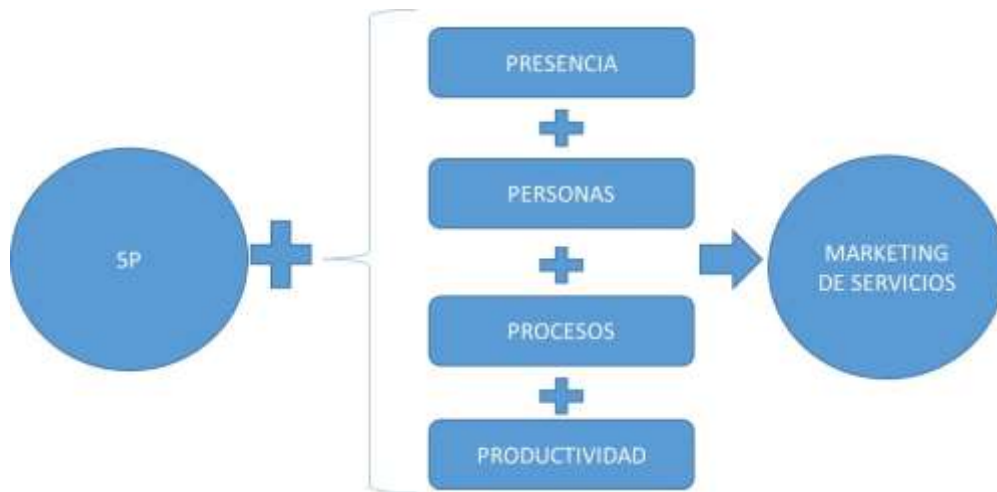 5P
PRESENCIA
PERSONAS
PROCESOS
PRODUCTIVIDAD
MARKETING
DE SERVICIOS